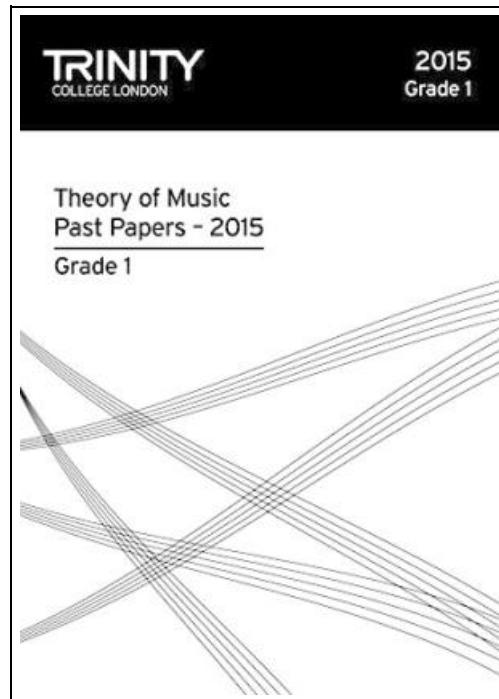 TRINITY
COLLEGE LONDON
2015
Grade 1
Theory of Music
Past Papers – 2015
Grade 1